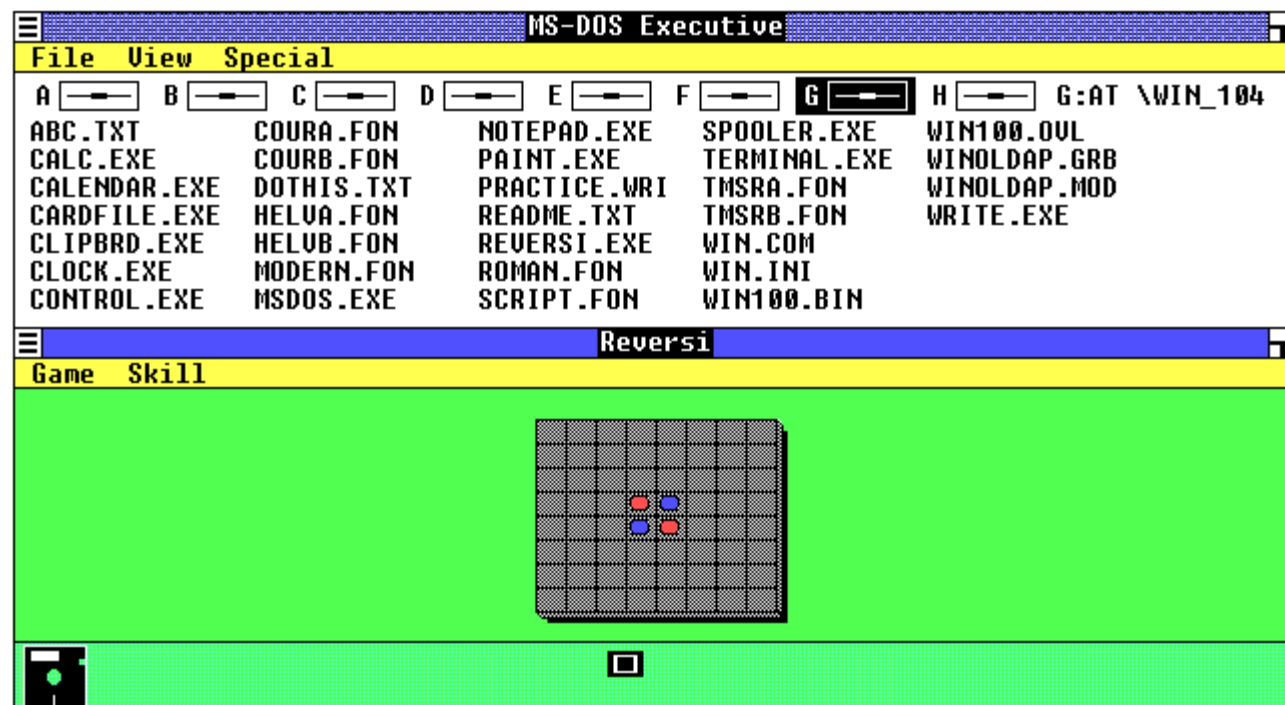 MS-DOS Executive
File View Special
A B C D E F G H G:AT \WIN_104
ABC.TXT COURA.FON NOTEPAD.EXE SPOOLER.EXE WIN100.OVL
CALC.EXE COURB.FON PAINT.EXE TERMINAL.EXE WINOLDAP.GRB
CALENDAR.EXE DOTHIS.TXT PRACTICE.WRI TMSRA.FON WINOLDAP.MOD
CARDFILE.EXE HELVA.FON README.TXT TMSRB.FON WRITE.EXE
CLIPBRD.EXE HELVB.FON REVERSI.EXE WIN.COM
CLOCK.EXE MODERN.FON ROMAN.FON WIN.INI
CONTROL.EXE MSDOS.EXE SCRIPT.FON WIN100.BIN
Reversi
Game Skill